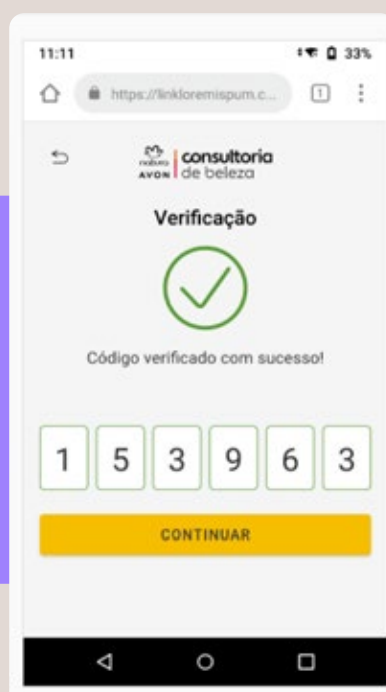 11:11 33%
https://linkloremispum.c... 1
natura consultoria
AVON de beleza
Verificação
Código verificado com sucesso!
1 5 3 9 6 3
CONTINUAR